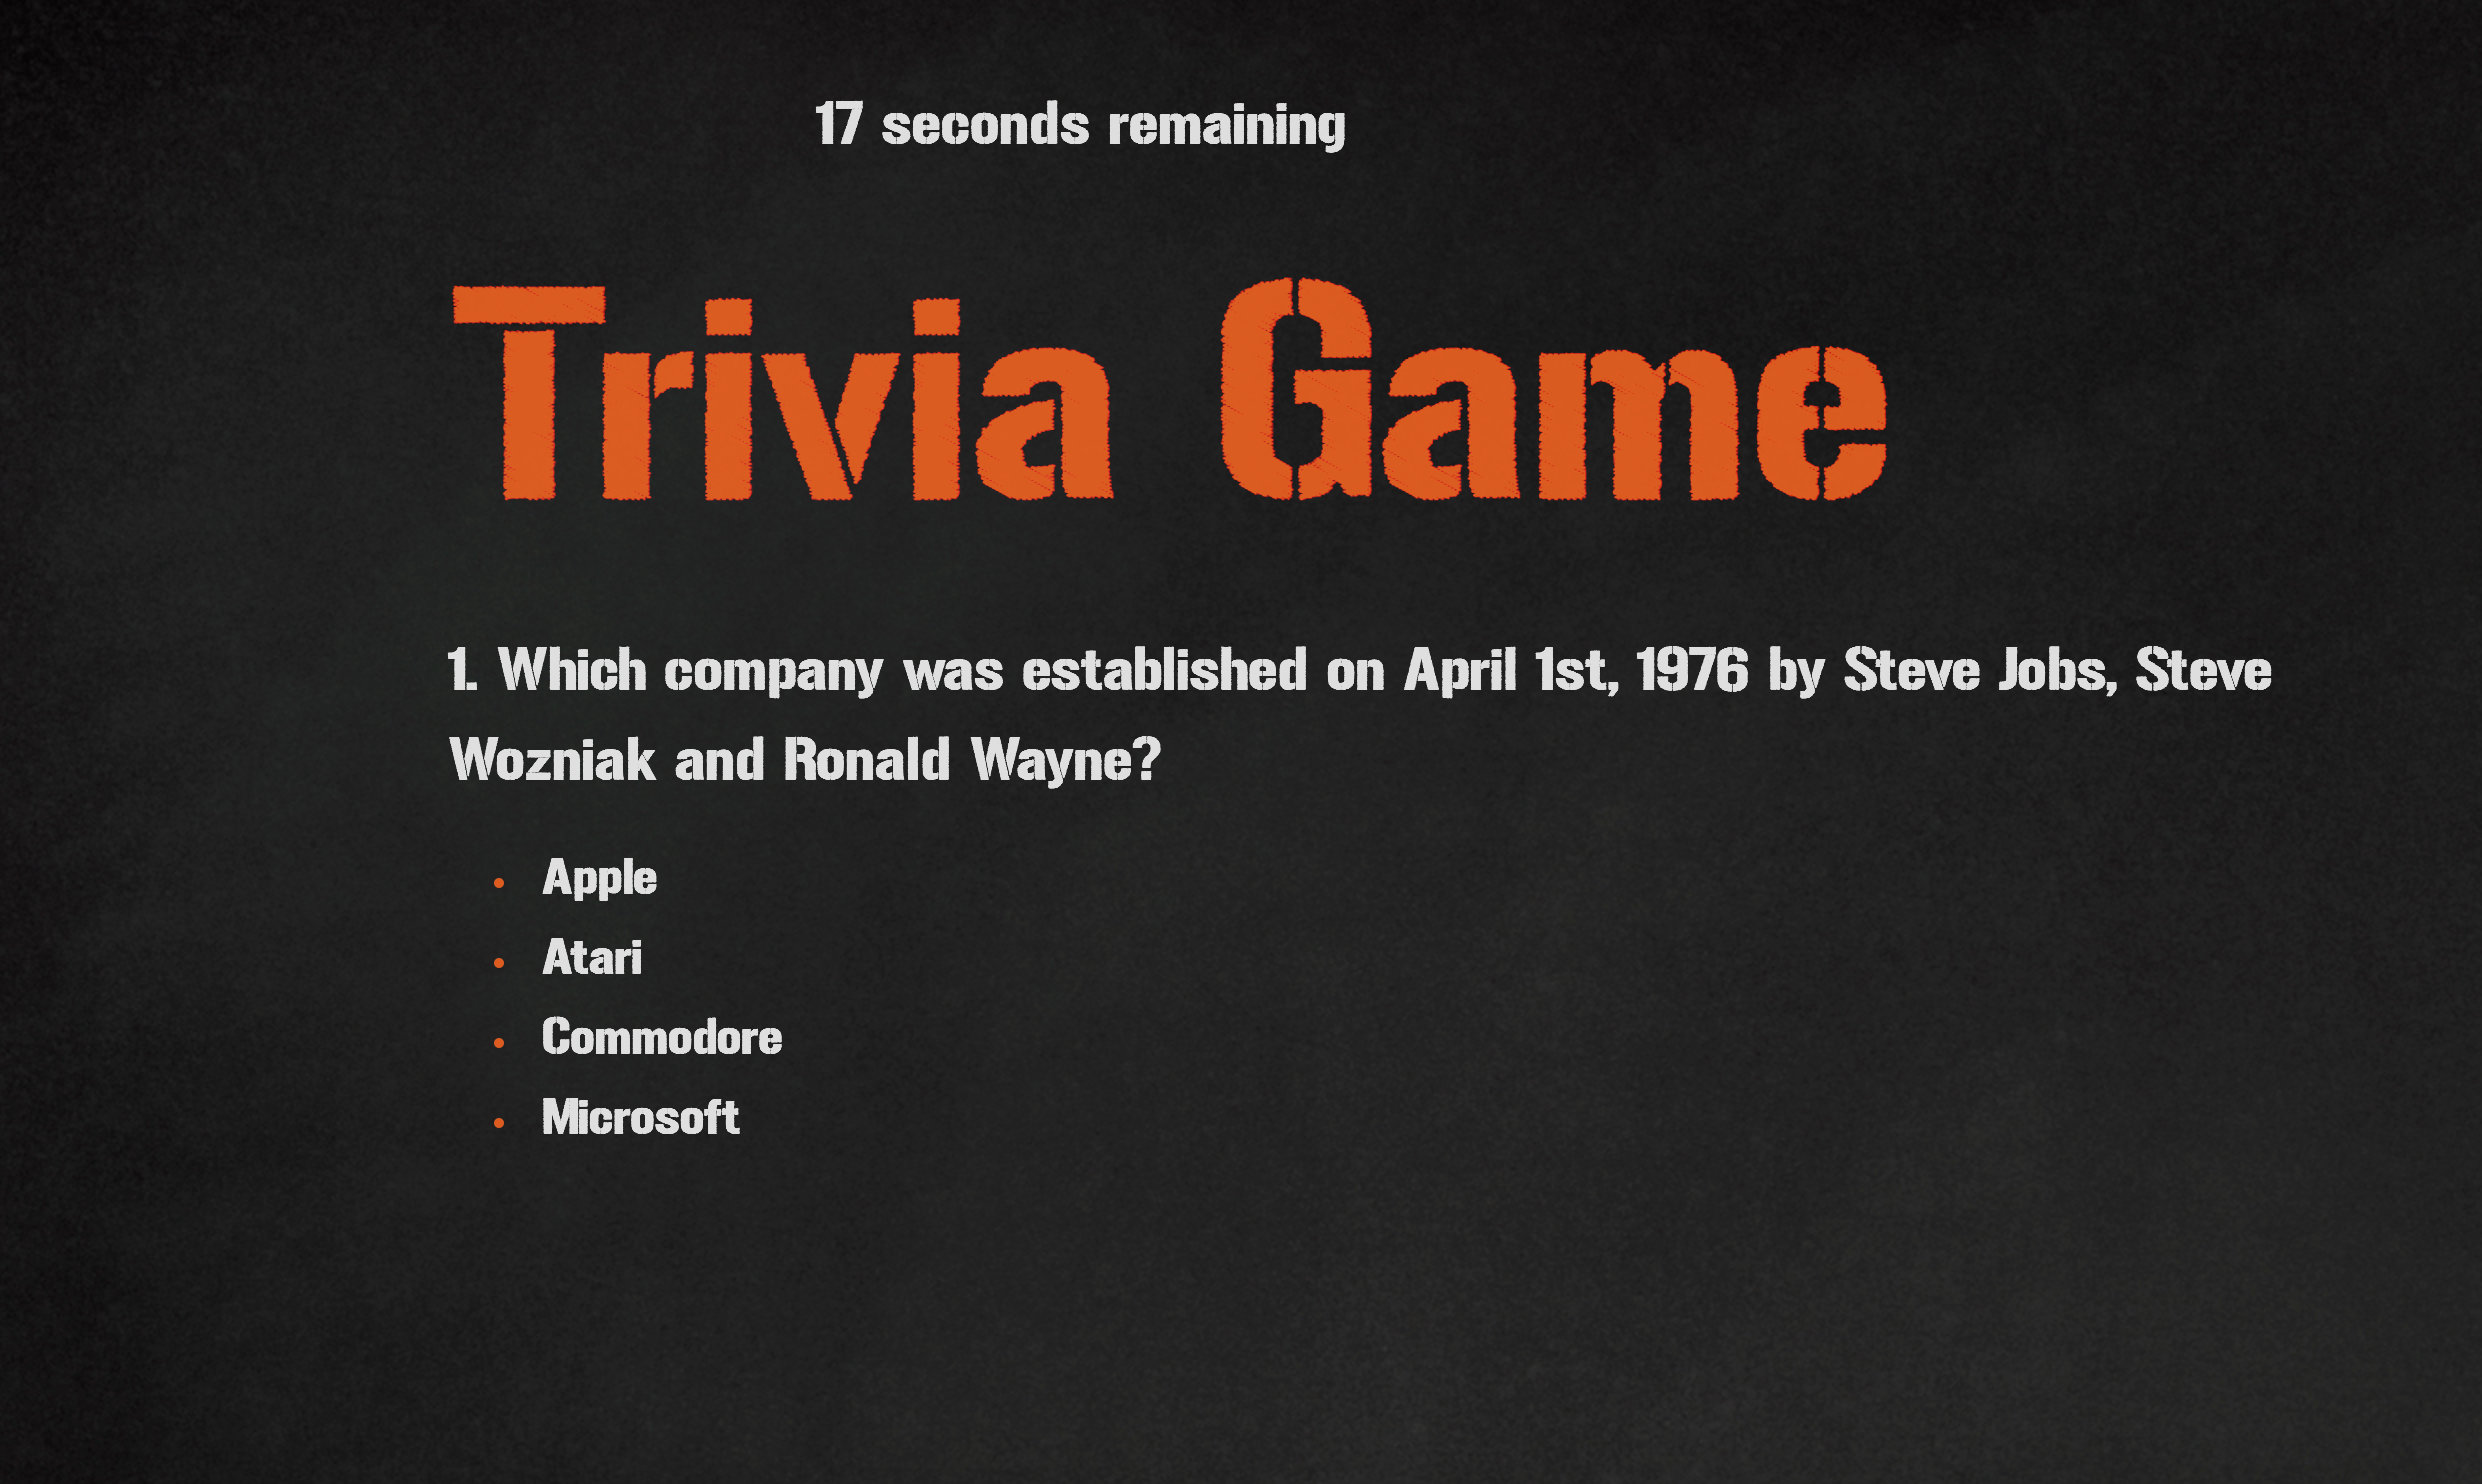 17 seconds remaining
Trivia Game
1. Which company was established on April 1st, 1976 by Steve Jobs, Steve
Wozniak and Ronald Wayne?
• Apple
• Atari
• Commodore
• Microsoft